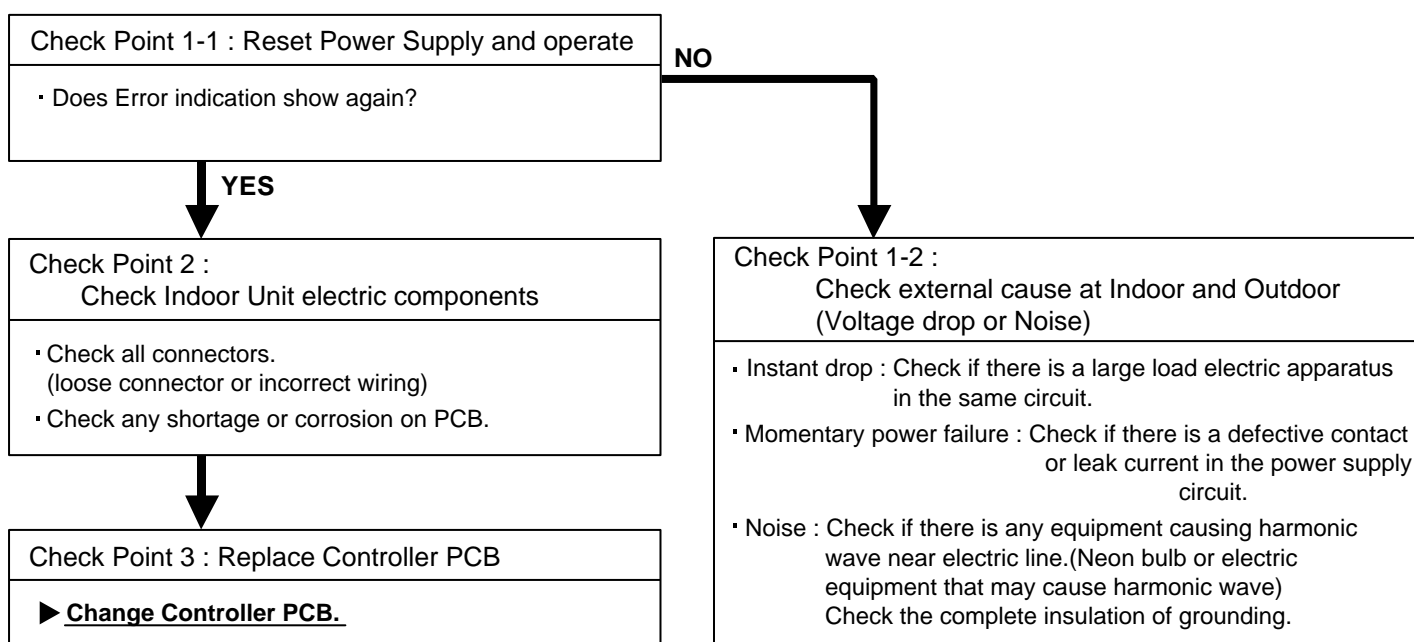 Check Point 1-1 : Reset Power Supply and operate
· Does Error indication show again?
NO
YES
Check Point 2 :
Check Indoor Unit electric components
· Check all connectors.
(loose connector or incorrect wiring)
· Check any shortage or corrosion on PCB.
Check Point 3 : Replace Controller PCB
▶ Change Controller PCB.
Check Point 1-2 :
Check external cause at Indoor and Outdoor
(Voltage drop or Noise)
· Instant drop : Check if there is a large load electric apparatus
in the same circuit.
· Momentary power failure : Check if there is a defective contact
or leak current in the power supply
circuit.
· Noise : Check if there is any equipment causing harmonic
wave near electric line.(Neon bulb or electric
equipment that may cause harmonic wave)
Check the complete insulation of grounding.